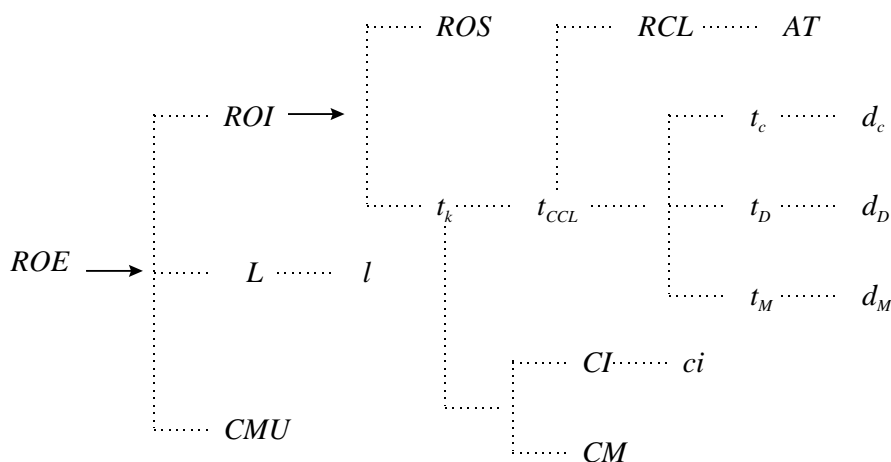 ROS RCL AT
ROI t_c d_c
t_k t_CCL t_D d_D
ROE L l
t_M d_M
CI ci
CMU CM